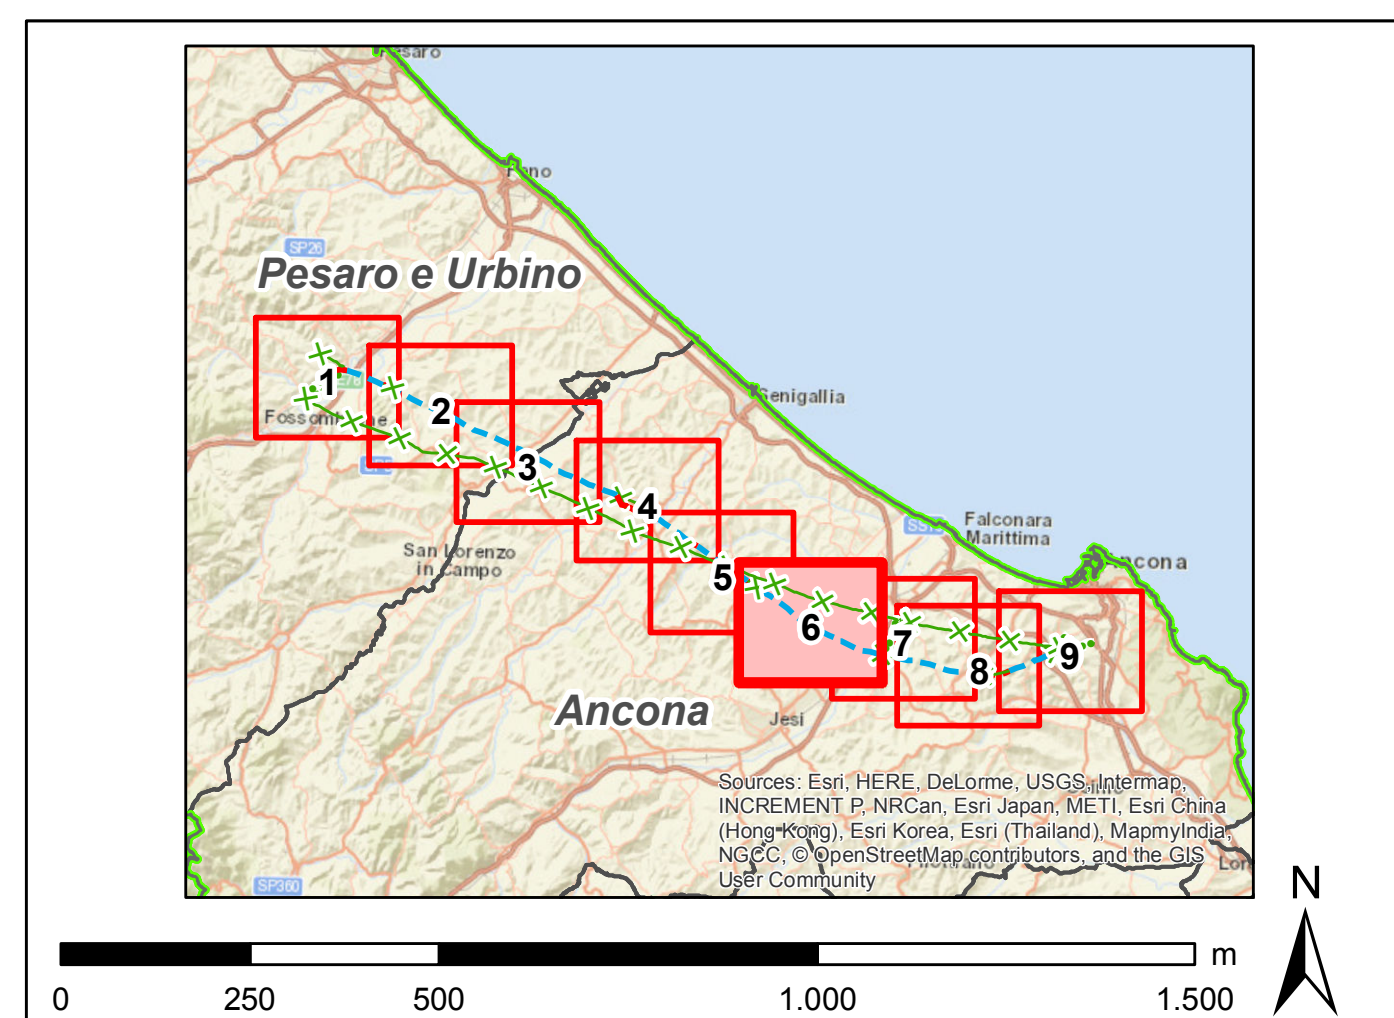 Pesaro
Fano
SP26
Pesaro e Urbino
1
E78
2
Fossombrone
Senigallia
3
4
San Lorenzo
in Campo
Falconara
Marittima
Ancona
5
6
7
8
9
Ancona
Jesi
Sources: Esri, HERE, DeLorme, USGS, Intermap,
INCREMENT P, NRCan, Esri Japan, METI, Esri China
(Hong Kong), Esri Korea, Esri (Thailand), MapmyIndia,
NGCC, © OpenStreetMap contributors, and the GIS
User Community
SP360
N
m
0 250 500 1.000 1.500